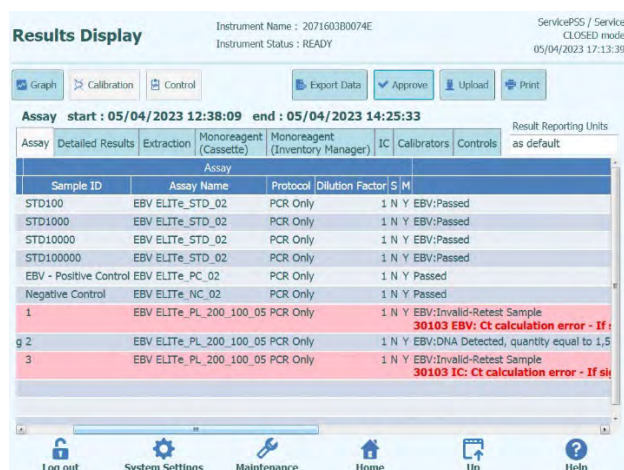 Results Display
Instrument Name : 2071603B0074E
Instrument Status : READY
ServicePSS / Service
CLOSED mode
05/04/2023 17:13:39
Graph
Calibration
Control
Export Data
Approve
Upload
Print
Assay start : 05/04/2023 12:38:09 end : 05/04/2023 14:25:33
Result Reporting Units
as default
Assay Detailed Results Extraction Monoreagent (Cassette) Monoreagent (Inventory Manager) IC Calibrators Controls
Assay
Sample ID Assay Name Protocol Dilution Factor S M
STD100 EBV ELITe_STD_02 PCR Only 1 N Y EBV:Passed
STD1000 EBV ELITe_STD_02 PCR Only 1 N Y EBV:Passed
STD10000 EBV ELITe_STD_02 PCR Only 1 N Y EBV:Passed
STD100000 EBV ELITe_STD_02 PCR Only 1 N Y EBV:Passed
EBV - Positive Control EBV ELITe_PC_02 PCR Only 1 N Y Passed
Negative Control EBV ELITe_NC_02 PCR Only 1 N Y Passed
1 EBV ELITe_PL_200_100_05 PCR Only 1 N Y EBV:Invalid-Retest Sample
30103 EBV: Ct calculation error - If s
g 2 EBV ELITe_PL_200_100_05 PCR Only 1 N Y EBV:DNA Detected, quantity equal to 1,5
3 EBV ELITe_PL_200_100_05 PCR Only 1 N Y EBV:Invalid-Retest Sample
30103 IC: Ct calculation error - If sig
Log out
System Settings
Maintenance
Home
Up
Help